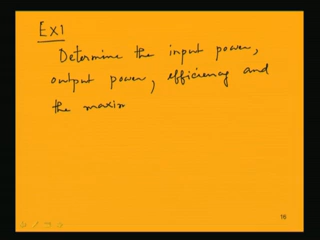 Ex1
Determine the input power,
output power, efficiency and
the maxim
16